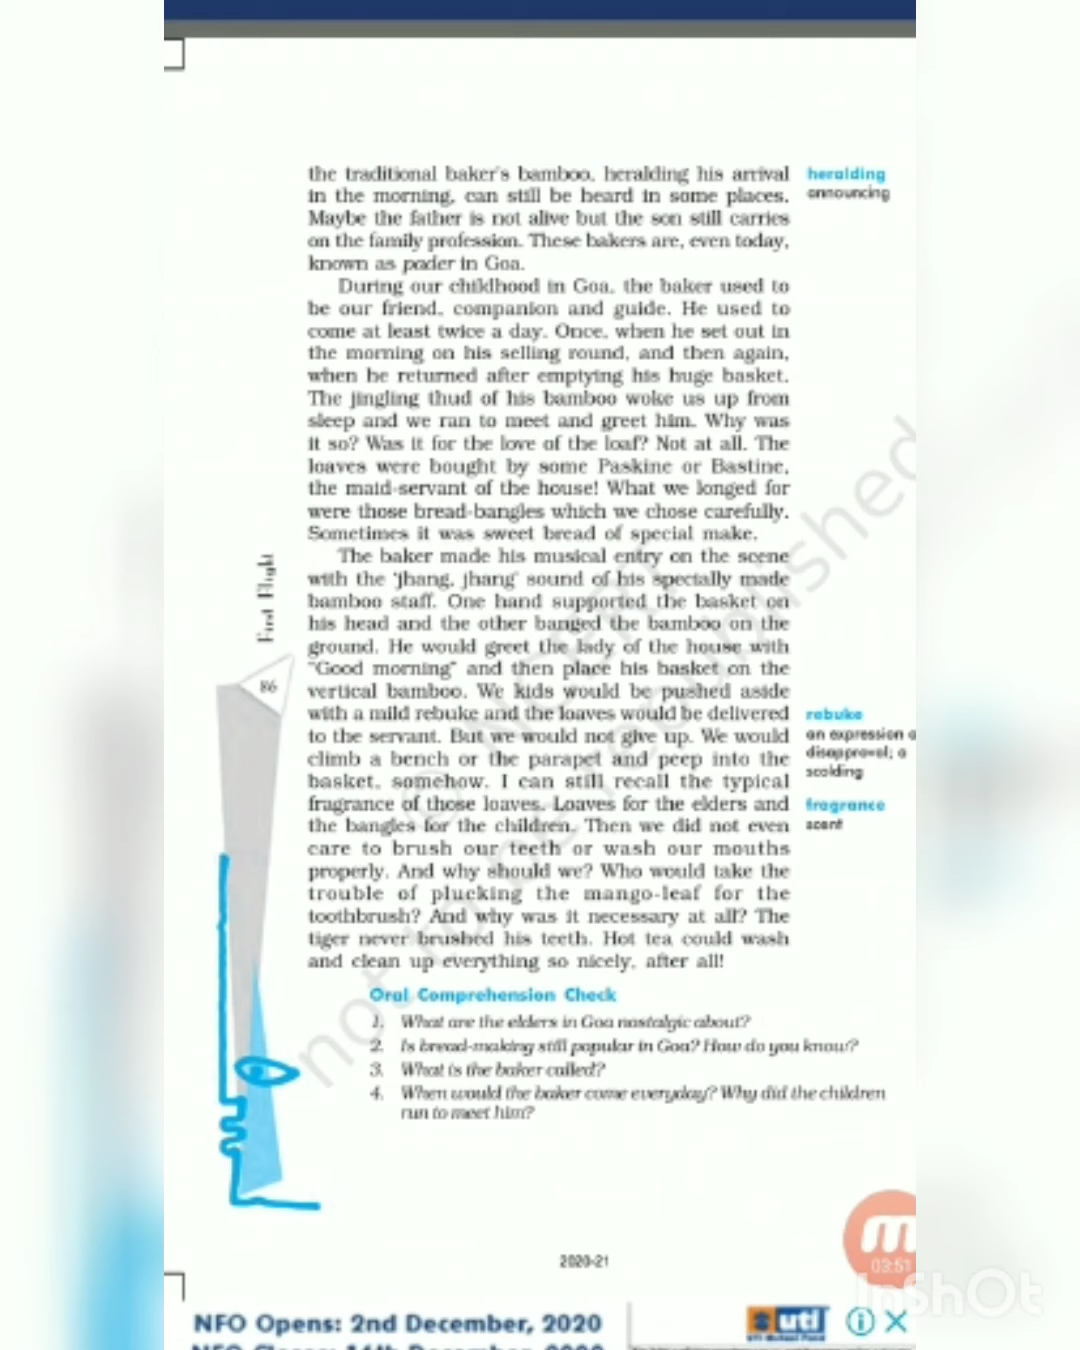 the traditional baker's bamboo, heralding his arrival
in the morning, can still be heard in some places.
Maybe the father is not alive but the son still carries
on the family profession. These bakers are, even today,
known as pader in Goa.
heralding
announcing
During our childhood in Goa, the baker used to
be our friend, companion and guide. He used to
come at least twice a day. Once, when he set out in
the morning on his selling round, and then again,
when he returned after emptying his huge basket.
The jingling thud of his bamboo woke us up from
sleep and we ran to meet and greet him. Why was
it so? Was it for the love of the loaf? Not at all. The
loaves were bought by some Paskine or Bastine,
the maid-servant of the house! What we longed for
were those bread-bangles which we chose carefully.
Sometimes it was sweet bread of special make.
The baker made his musical entry on the scene
with the 'jhang, jhang' sound of his specially made
bamboo staff. One hand supported the basket on
his head and the other banged the bamboo on the
ground. He would greet the lady of the house with
"Good morning" and then place his basket on the
vertical bamboo. We kids would be pushed aside
with a mild rebuke and the loaves would be delivered
to the servant. But we would not give up. We would
climb a bench or the parapet and peep into the
basket, somehow. I can still recall the typical
fragrance of those loaves. Loaves for the elders and
the bangles for the children. Then we did not even
care to brush our teeth or wash our mouths
properly. And why should we? Who would take the
trouble of plucking the mango-leaf for the
toothbrush? And why was it necessary at all? The
tiger never brushed his teeth. Hot tea could wash
and clean up everything so nicely, after all!
rebuke
an expression o
disapproval; a
scolding
fragrance
scent
First Flight
86
Oral Comprehension Check
1. What are the elders in Goa nostalgic about?
2. Is bread-making still popular in Goa? How do you know?
3. What is the baker called?
4. When would the baker come everyday? Why did the children
run to meet him?
© NCERT
not to be republished
2020-21
03:51
InShOt
NFO Opens: 2nd December, 2020
uti
UTI Mutual Fund